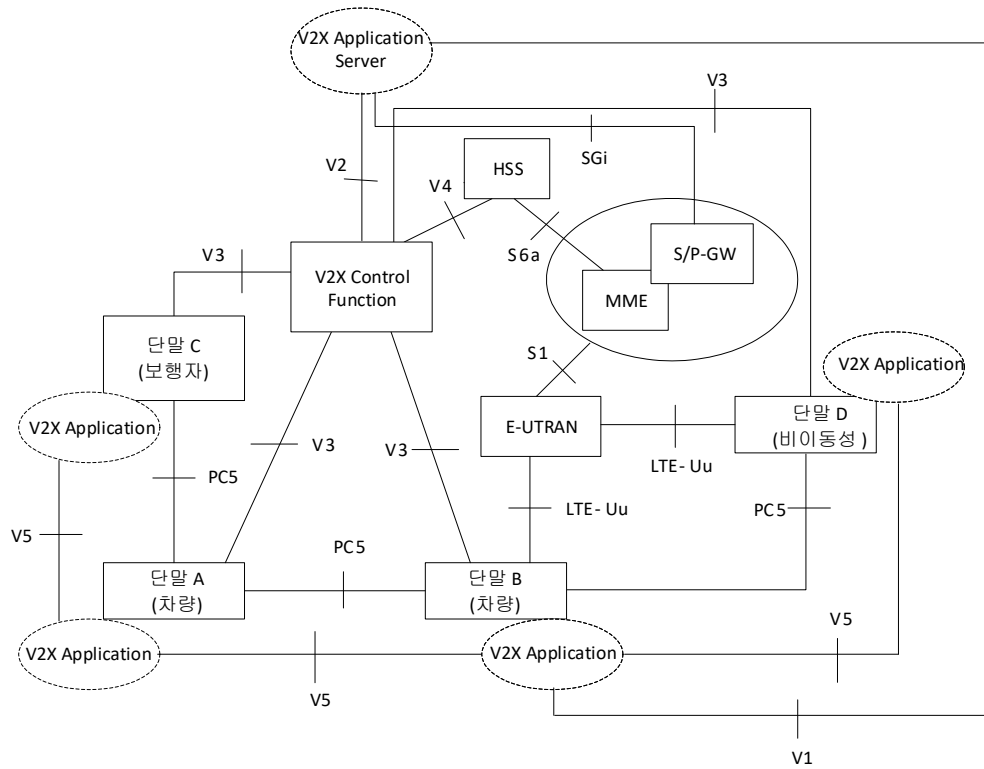 V2X Application
Server
V3
SGi
V2
HSS
V4
S/P-GW
V3
S6a
V2X Control
Function
MME
단말 C
(보행자)
S1
V2X Application
V2X Application
E-UTRAN
단말 D
(비이동성 )
V3
V3
LTE- Uu
PC5
LTE- Uu
PC5
V5
PC5
단말 A
(차량)
단말 B
(차량)
V5
V2X Application
V2X Application
V5
V1